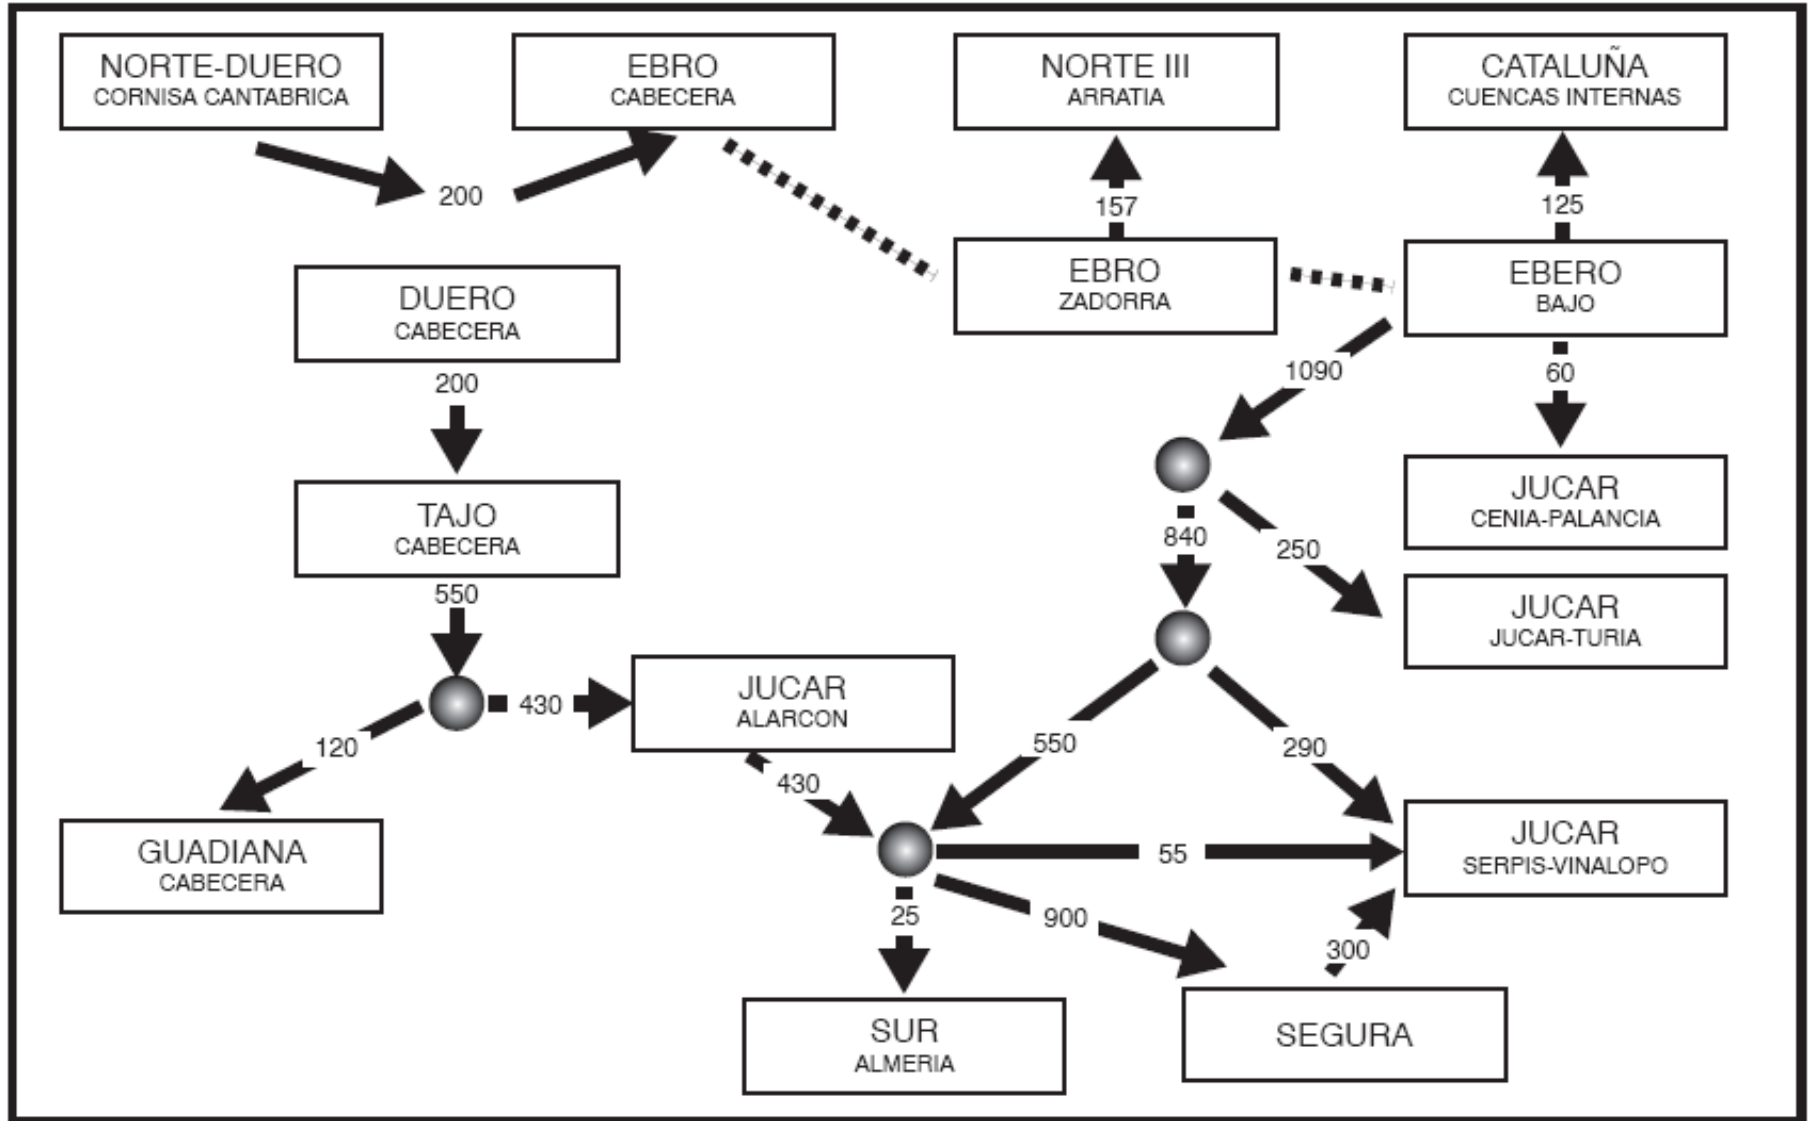 NORTE-DUERO
CORNISA CANTABRICA
EBRO
CABECERA
NORTE III
ARRATIA
CATALUÑA
CUENCAS INTERNAS
200
157
125
DUERO
CABECERA
EBRO
ZADORRA
EBERO
BAJO
200
1090
60
TAJO
CABECERA
JUCAR
CENIA-PALANCIA
840
250
550
JUCAR
JUCAR-TURIA
430
JUCAR
ALARCON
120
550
290
430
GUADIANA
CABECERA
55
JUCAR
SERPIS-VINALOPO
25
900
300
SUR
ALMERIA
SEGURA